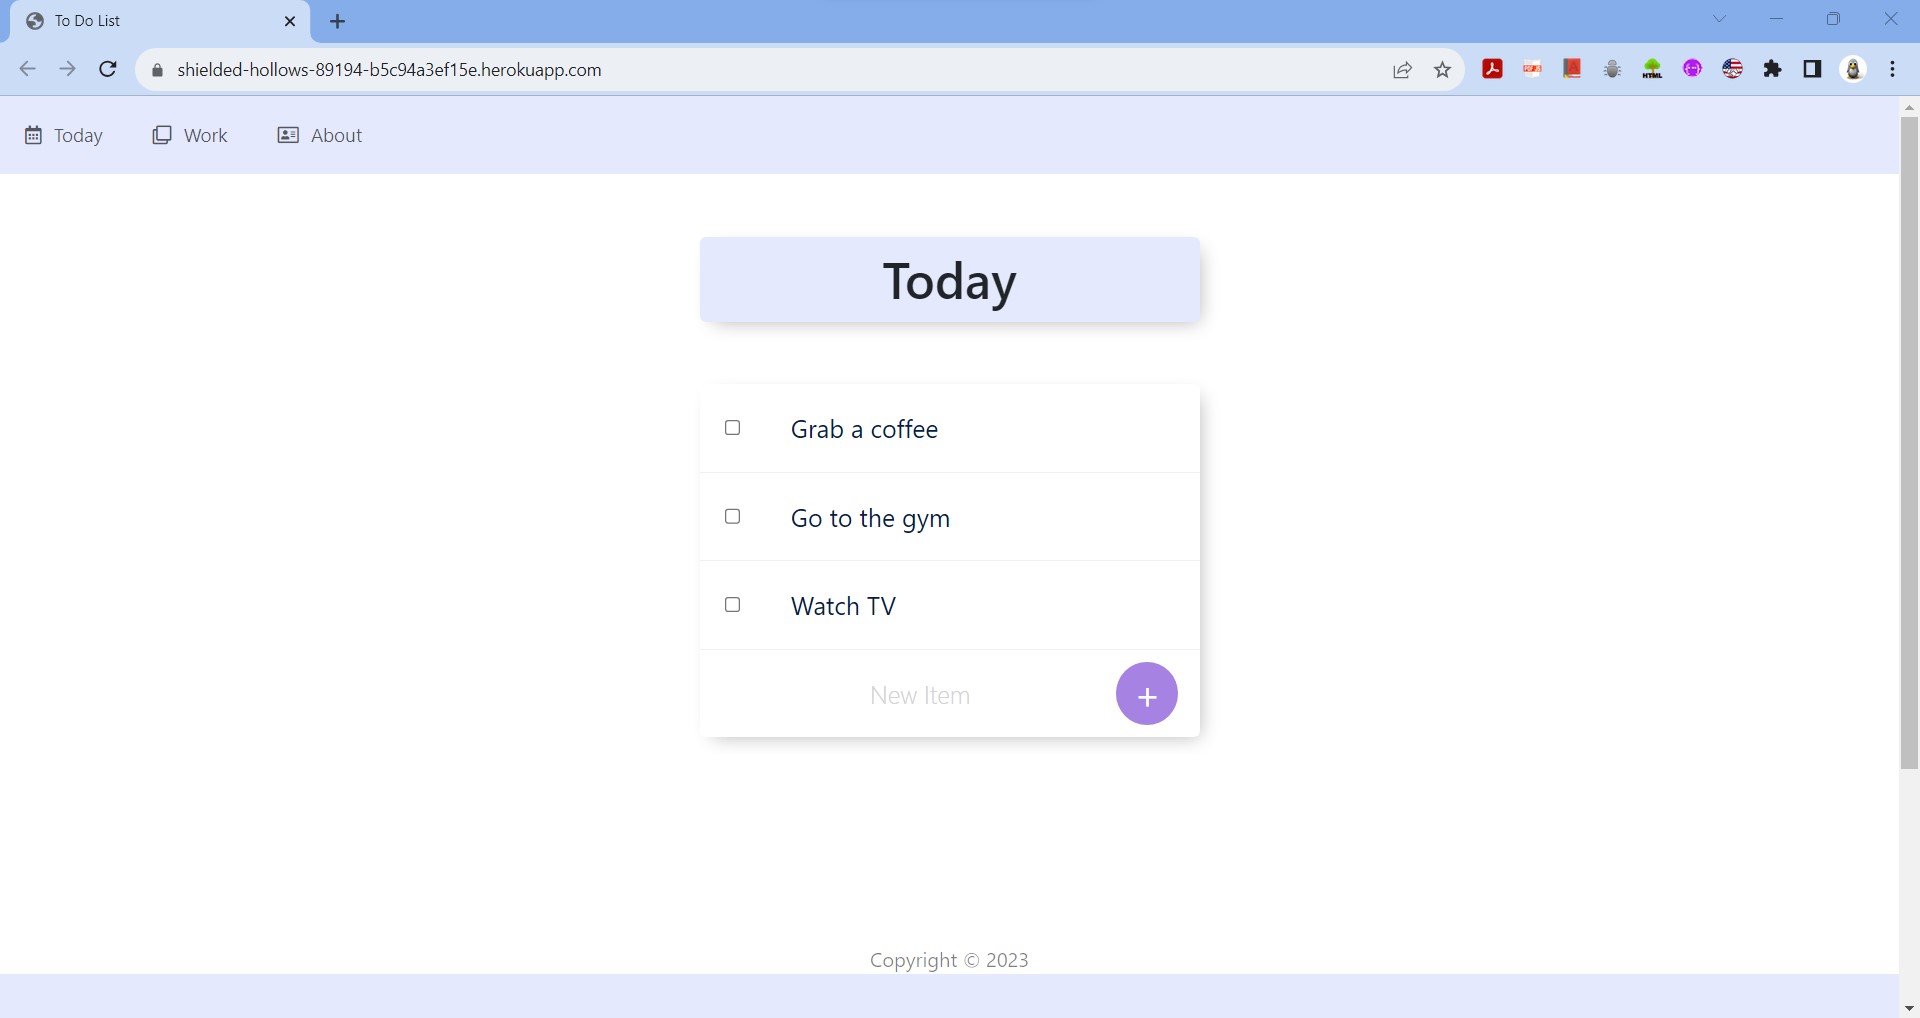 To Do List
shielded-hollows-89194-b5c94a3ef15e.herokuapp.com
Today
Work
About
Today
Grab a coffee
Go to the gym
Watch TV
New Item
+
Copyright © 2023